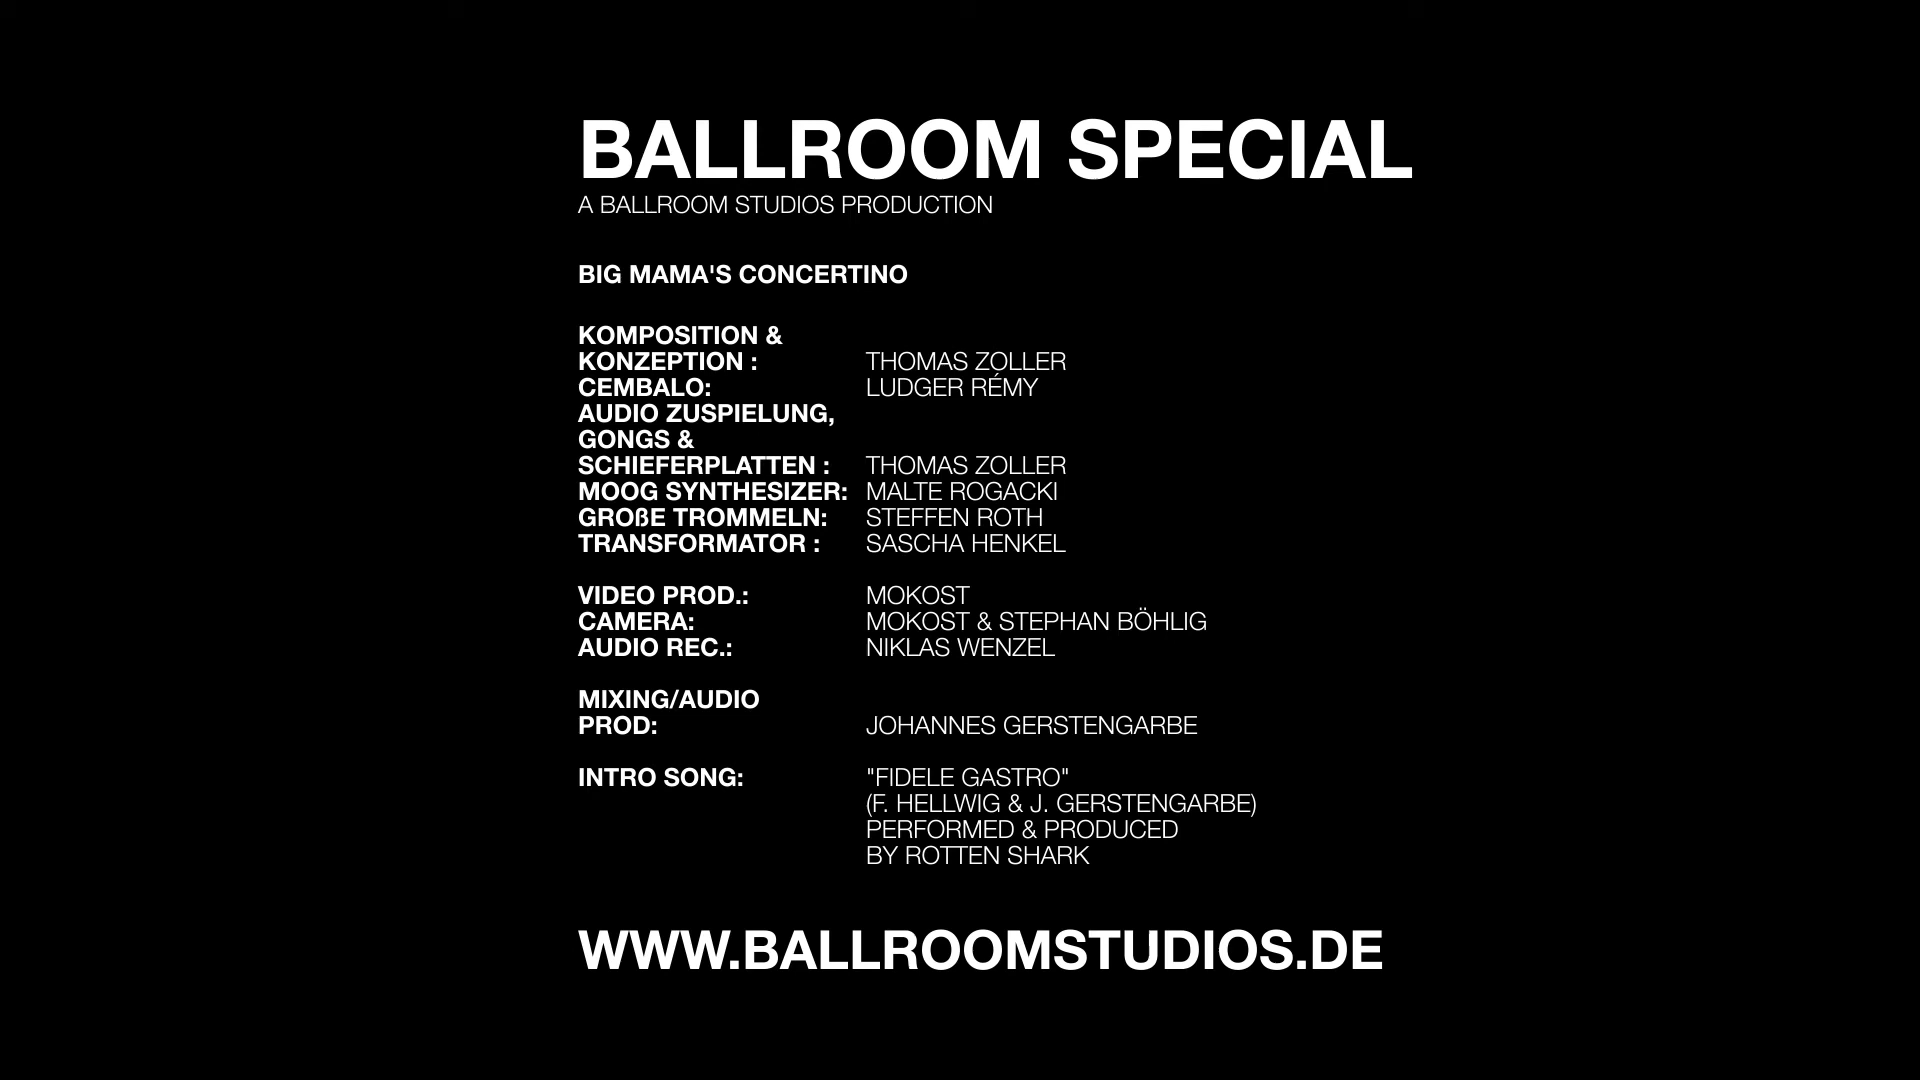 BALLROOM SPECIAL
A BALLROOM STUDIOS PRODUCTION
BIG MAMA'S CONCERTINO
KOMPOSITION &
KONZEPTION : THOMAS ZOLLER
CEMBALO: LUDGER RÉMY
AUDIO ZUSPIELUNG,
GONGS &
SCHIEFERPLATTEN : THOMAS ZOLLER
MOOG SYNTHESIZER: MALTE ROGACKI
GROßE TROMMELN: STEFFEN ROTH
TRANSFORMATOR : SASCHA HENKEL
VIDEO PROD.: MOKOST
CAMERA: MOKOST & STEPHAN BÖHLIG
AUDIO REC.: NIKLAS WENZEL
MIXING/AUDIO
PROD: JOHANNES GERSTENGARBE
INTRO SONG: "FIDELE GASTRO"
(F. HELLWIG & J. GERSTENGARBE)
PERFORMED & PRODUCED
BY ROTTEN SHARK
WWW.BALLROOMSTUDIOS.DE